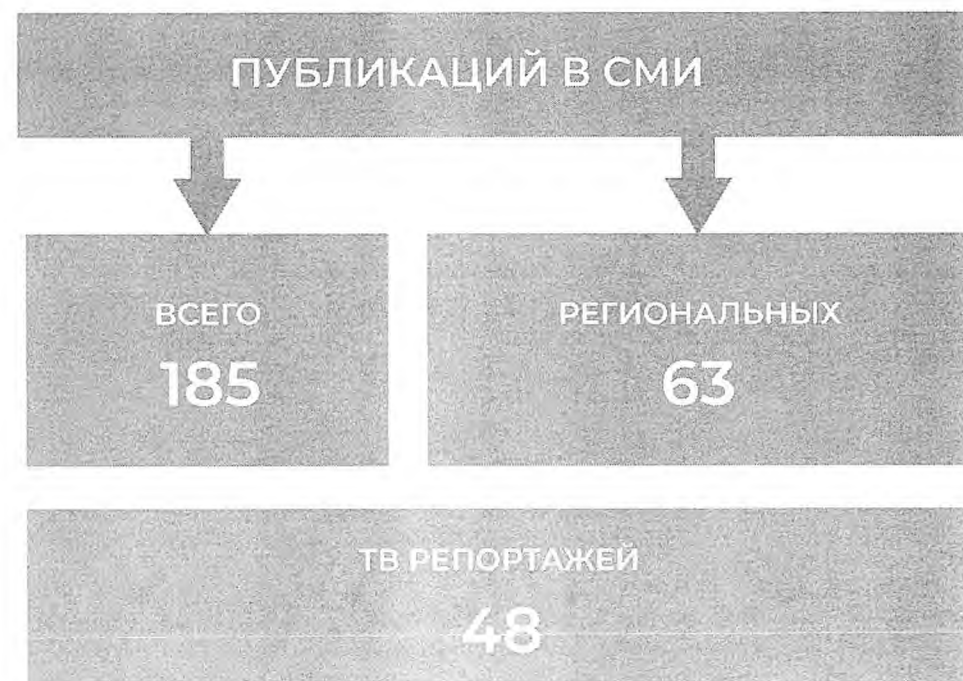 ПУБЛИКАЦИЙ В СМИ
ВСЕГО
185
РЕГИОНАЛЬНЫХ
63
ТВ РЕПОРТАЖЕЙ
48